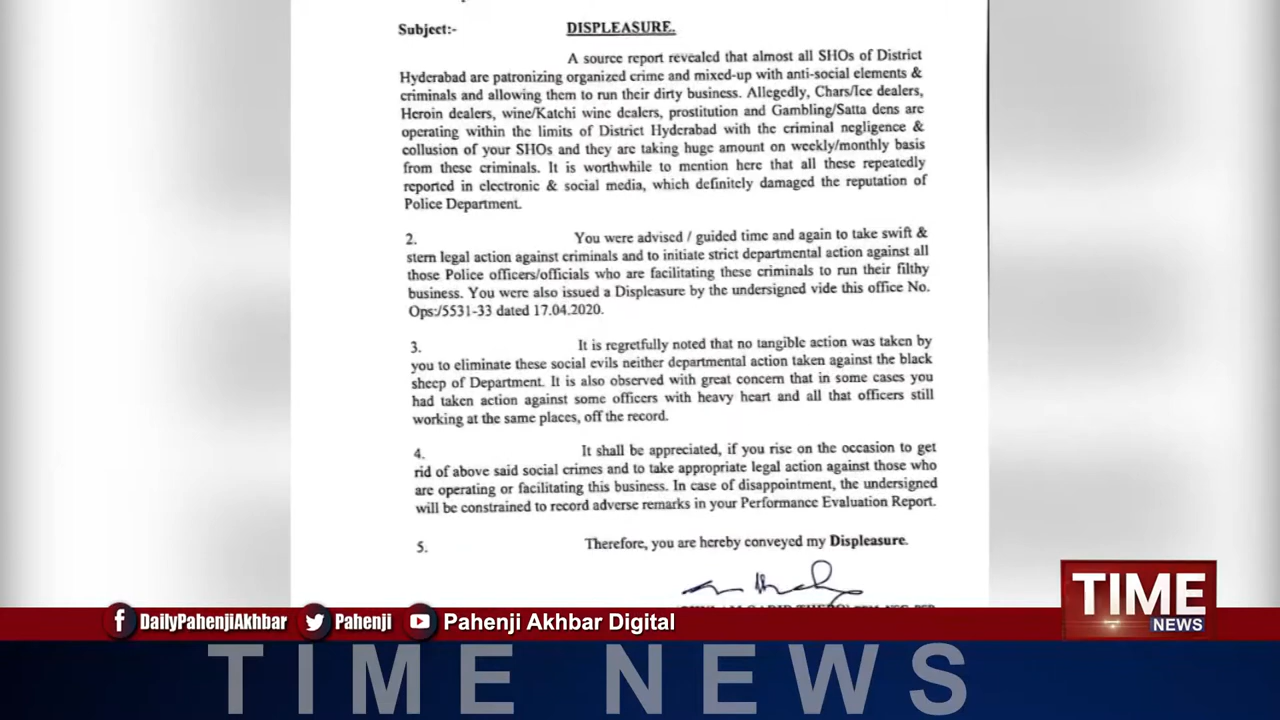 Subject:- DISPLEASURE.
A source report revealed that almost all SHOs of District
Hyderabad are patronizing organized crime and mixed-up with anti-social elements &
criminals and allowing them to run their dirty business. Allegedly, Chars/Ice dealers,
Heroin dealers, wine/Katchi wine dealers, prostitution and Gambling/Satta dens are
operating within the limits of District Hyderabad with the criminal negligence &
collusion of your SHOs and they are taking huge amount on weekly/monthly basis
from these criminals. It is worthwhile to mention here that all these repeatedly
reported in electronic & social media, which definitely damaged the reputation of
Police Department.
2. You were advised / guided time and again to take swift &
stern legal action against criminals and to initiate strict departmental action against all
those Police officers/officials who are facilitating these criminals to run their filthy
business. You were also issued a Displeasure by the undersigned vide this office No.
Ops:/5531-33 dated 17.04.2020.
3. It is regretfully noted that no tangible action was taken by
you to eliminate these social evils neither departmental action taken against the black
sheep of Department. It is also observed with great concern that in some cases you
had taken action against some officers with heavy heart and all that officers still
working at the same places, off the record.
4. It shall be appreciated, if you rise on the occasion to get
rid of above said social crimes and to take appropriate legal action against those who
are operating or facilitating this business. In case of disappointment, the undersigned
will be constrained to record adverse remarks in your Performance Evaluation Report.
5. Therefore, you are hereby conveyed my Displeasure.
TIME
NEWS
DailyPahenjiAkhbar Pahenji Pahenji Akhbar Digital
TIME NEWS